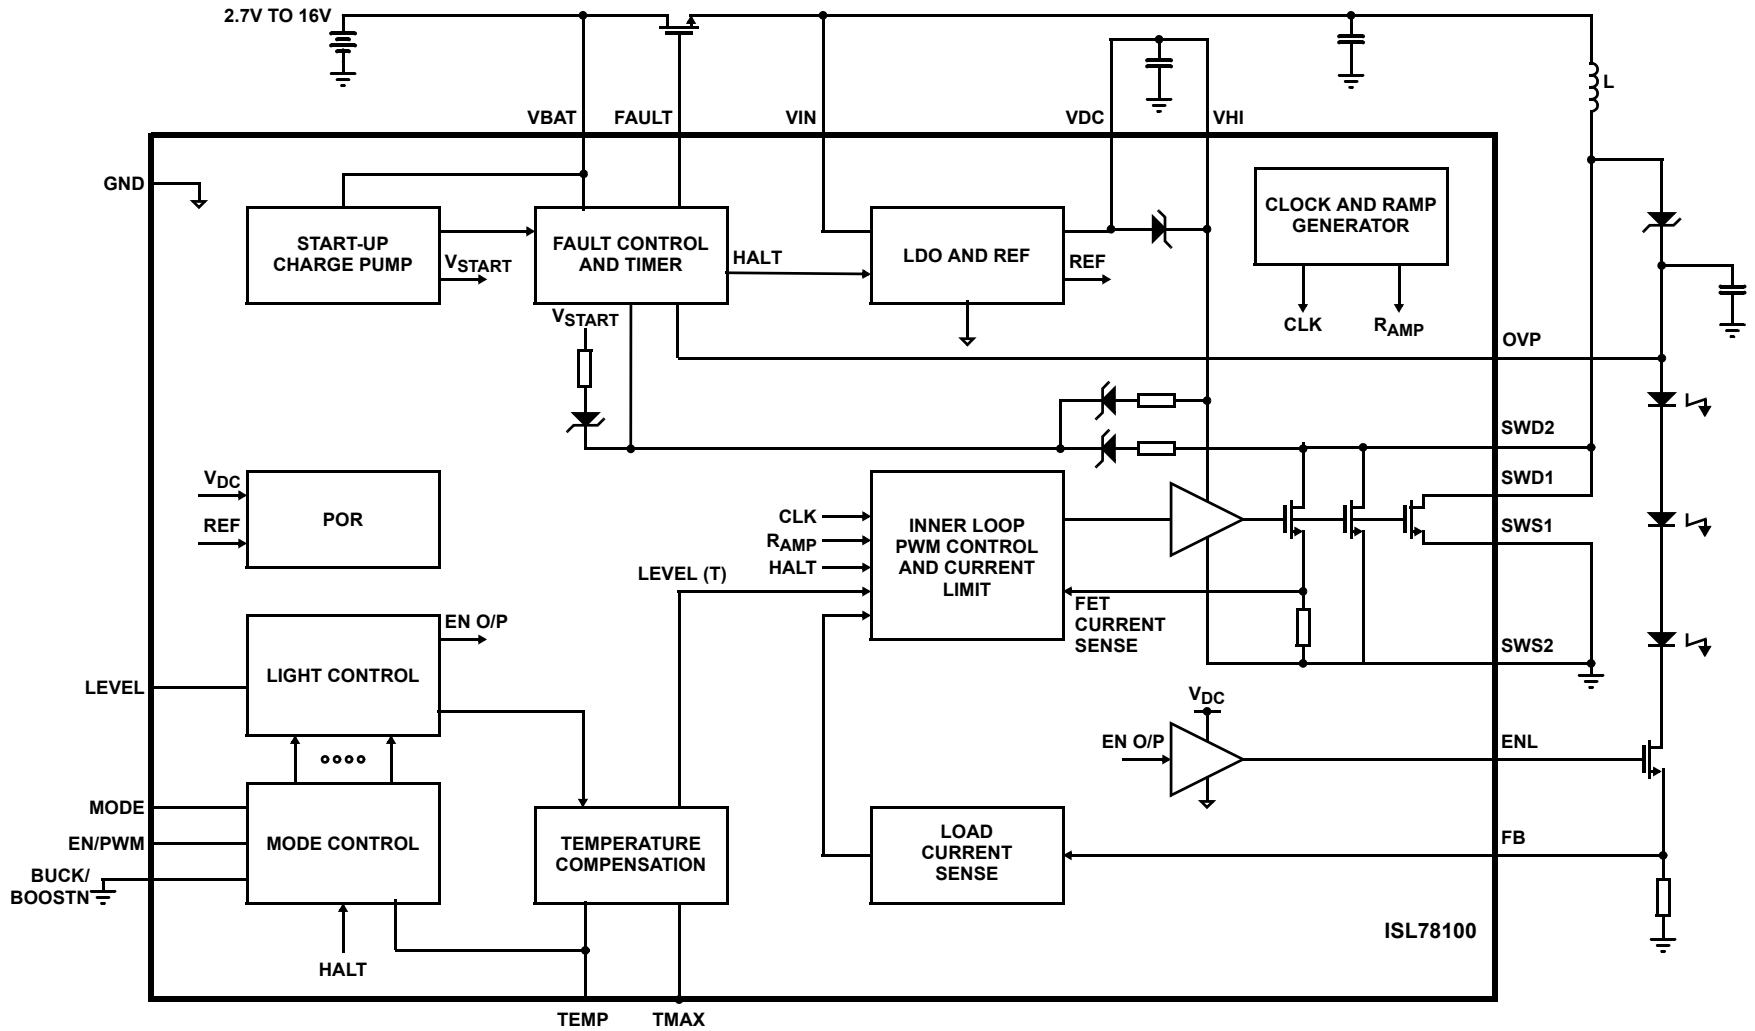 2.7V TO 16V
L
VBAT
FAULT
VIN
VDC
VHI
GND
START-UP
CHARGE PUMP
VSTART
FAULT CONTROL
AND TIMER
HALT
LDO AND REF
REF
CLOCK AND RAMP
GENERATOR
CLK
RAMP
VSTART
OVP
SWD2
SWD1
SWS1
SWS2
VDC
REF
POR
CLK
RAMP
HALT
LEVEL (T)
INNER LOOP
PWM CONTROL
AND CURRENT
LIMIT
FET
CURRENT
SENSE
EN O/P
LIGHT CONTROL
LEVEL
VDC
EN O/P
ENL
MODE
EN/PWM
BUCK/
BOOSTN
MODE CONTROL
TEMPERATURE
COMPENSATION
LOAD
CURRENT
SENSE
FB
HALT
ISL78100
TEMP
TMAX